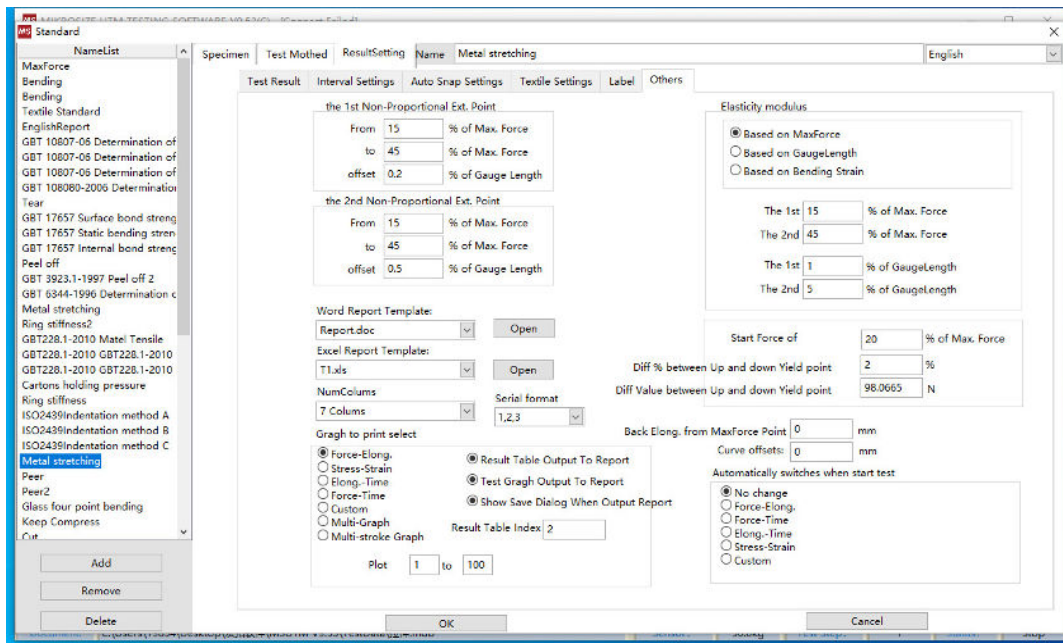 MIKROSIZE UTM TESTING SOFTWARE V9.53(C) - [Connect Failed]
MS Standard
NameList
MaxForce
Bending
Bending
Textile Standard
EnglishReport
GBT 10807-06 Determination of
GBT 10807-06 Determination of
GBT 10807-06 Determination of
GBT 108080-2006 Determination
Tear
GBT 17657 Surface bond streng
GBT 17657 Static bending stren
GBT 17657 Internal bond streng
Peel off
GBT 3923.1-1997 Peel off 2
GBT 6344-1996 Determination c
Metal stretching
Ring stiffness2
GBT228.1-2010 Matel Tensile
GBT228.1-2010 GBT228.1-2010
GBT228.1-2010 GBT228.1-2010
Cartons holding pressure
Ring stiffness
ISO2439Indentation method A
ISO2439Indentation method B
ISO2439Indentation method C
Metal stretching
Peer
Peer2
Glass four point bending
Keep Compress
Cut
Add
Remove
Delete
Specimen Test Mothed ResultSetting Name Metal stretching English
Test Result Interval Settings Auto Snap Settings Textile Settings Label Others
the 1st Non-Proportional Ext. Point
From 15 % of Max. Force
to 45 % of Max. Force
offset 0.2 % of Gauge Length
the 2nd Non-Proportional Ext. Point
From 15 % of Max. Force
to 45 % of Max. Force
offset 0.5 % of Gauge Length
Word Report Template:
Report.doc Open
Excel Report Template:
T1.xls Open
NumColums
7 Colums
Serial format
1,2,3
Gragh to print select
Force-Elong.
Stress-Strain
Elong.-Time
Force-Time
Custom
Multi-Graph
Multi-stroke Graph
Result Table Output To Report
Test Gragh Output To Report
Show Save Dialog When Output Report
Result Table Index 2
Plot 1 to 100
Elasticity modulus
Based on MaxForce
Based on GaugeLength
Based on Bending Strain
The 1st 15 % of Max. Force
The 2nd 45 % of Max. Force
The 1st 1 % of GaugeLength
The 2nd 5 % of GaugeLength
Start Force of 20 % of Max. Force
Diff % between Up and down Yield point 2 %
Diff Value between Up and down Yield point 98.0665 N
Back Elong. from MaxForce Point 0 mm
Curve offsets: 0 mm
Automatically switches when start test
No change
Force-Elong.
Force-Time
Elong.-Time
Stress-Strain
Custom
OK
Cancel